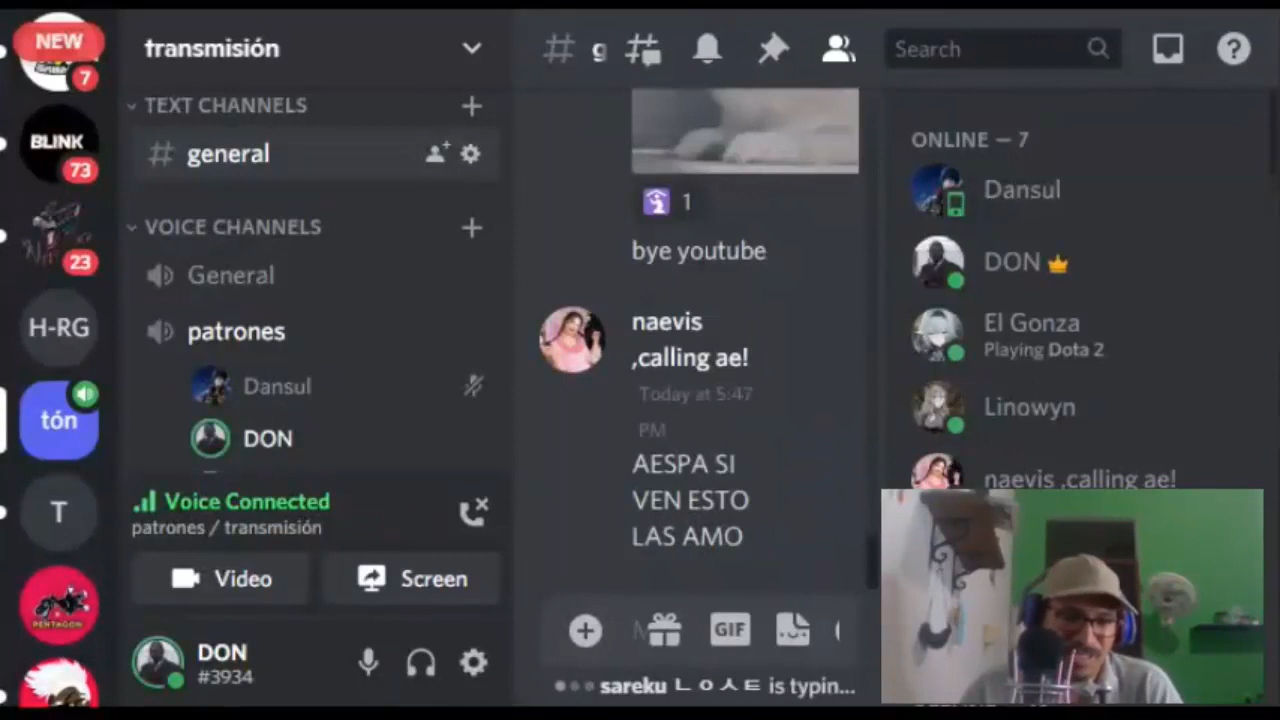 NEW
7
BLINK
73
23
H-RG
tón
T
PENTAGON
transmisión
TEXT CHANNELS
general
VOICE CHANNELS
General
patrones
Dansul
DON
Voice Connected
patrones / transmisión
Video
Screen
DON
#3934
g
Search
1
bye youtube
naevis
,calling ae!
Today at 5:47
PM
AESPA SI
VEN ESTO
LAS AMO
GIF
sareku ㄴㅇㅅㅌ is typin...
ONLINE — 7
Dansul
DON
El Gonza
Playing Dota 2
Linowyn
naevis ,calling ae!